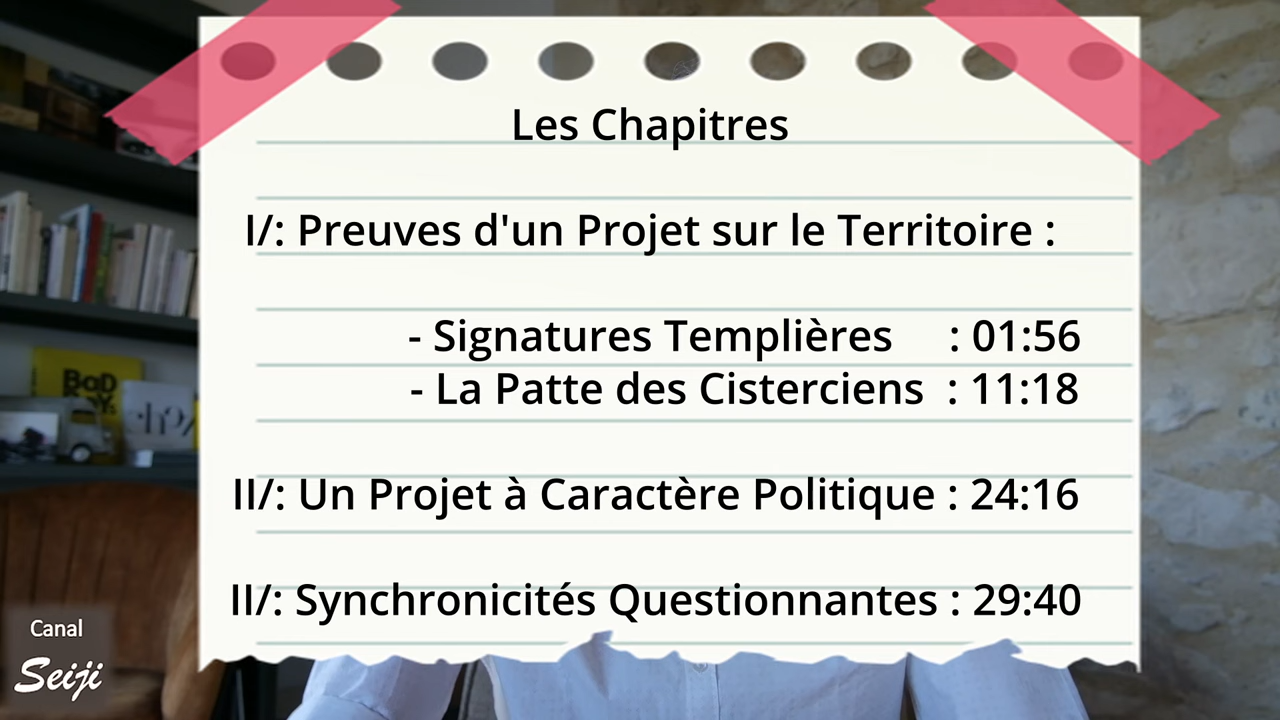 Les Chapitres
I/: Preuves d'un Projet sur le Territoire :
- Signatures Templières : 01:56
- La Patte des Cisterciens : 11:18
II/: Un Projet à Caractère Politique : 24:16
II/: Synchronicités Questionnantes : 29:40
BaD
Canal
Seiji